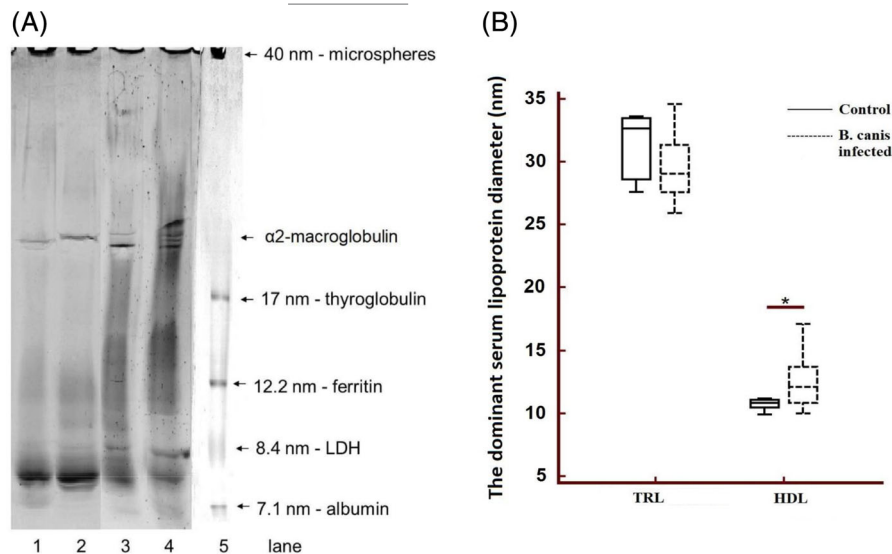 (A)
40 nm - microspheres
α2-macroglobulin
17 nm - thyroglobulin
12.2 nm - ferritin
8.4 nm - LDH
7.1 nm - albumin
1 2 3 4 5 lane
(B)
The dominant serum lipoprotein diameter (nm)
35
30
25
20
15
10
5
TRL HDL
*
Control
B. canis
infected